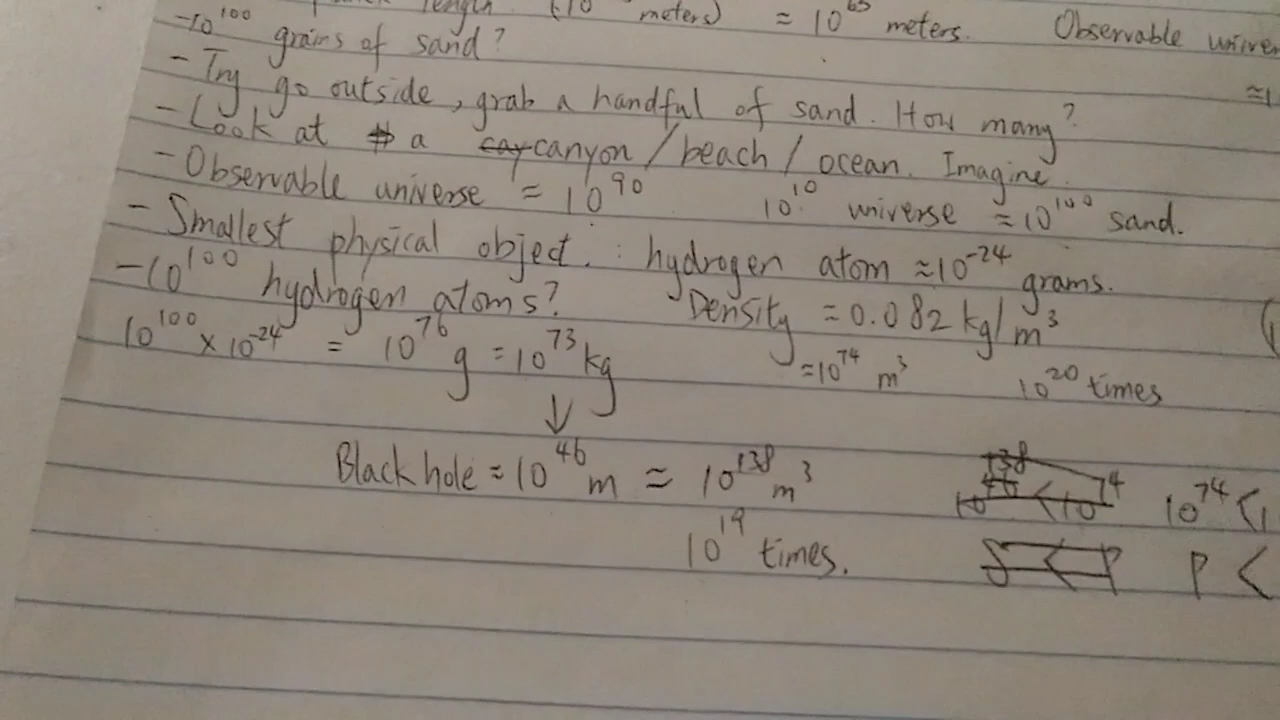 length (10 meters) = 10^65 meters. Observable
-10^100 grains of sand?
≈1
- Try go outside, grab a handful of sand. How many?
- Look at a canyon/beach/ocean. Imagine.
- Observable universe = 10^90 10^10 universe ≈ 10^100 sand.
- Smallest physical object. : hydrogen atom ≈ 10^-24 grams.
- 10^100 hydrogen atoms? Density ≈ 0.082 kg/m^3
10^100 × 10^-24 = 10^76 g = 10^73 kg ≈ 10^74 m^3 10^20 times
↓
Black hole ≈ 10^46 m ≈ 10^138 m^3 10^74 <
10^19 times. P <